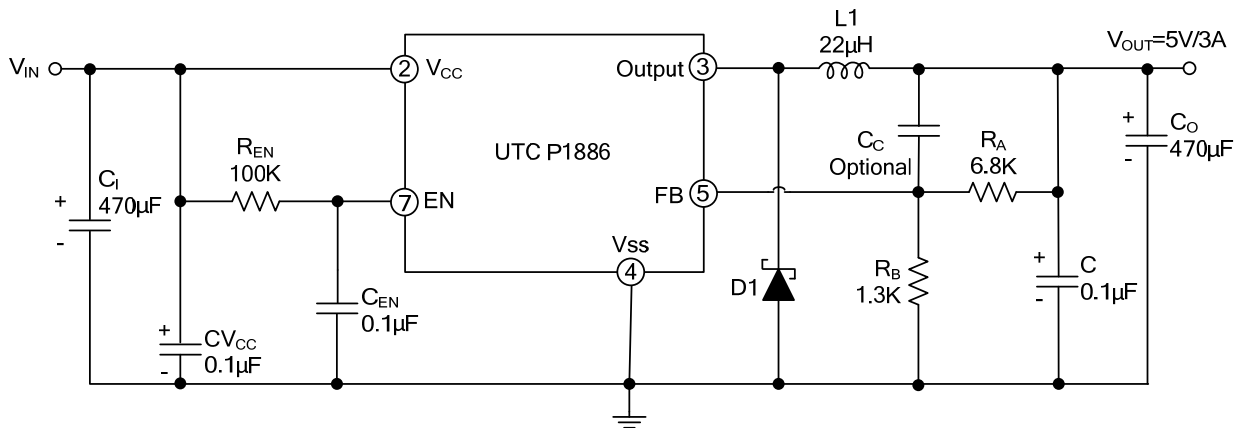 L1
22µH
VOUT=5V/3A
VIN
2
VCC
Output
3
REN
100K
UTC P1886
CC
Optional
RA
6.8K
+
CO
470µF
-
CI
470µF
+
-
7
EN
FB
5
Vss
4
CEN
0.1µF
D1
RB
1.3K
+
C
0.1µF
-
+
CVCC
0.1µF
-